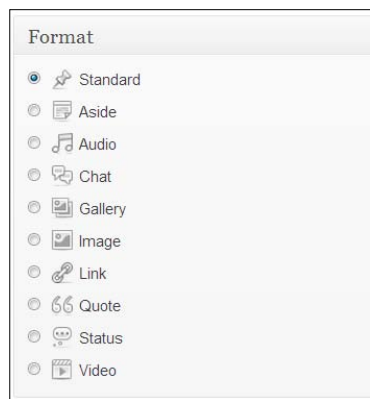 Format
Standard
Aside
Audio
Chat
Gallery
Image
Link
Quote
Status
Video